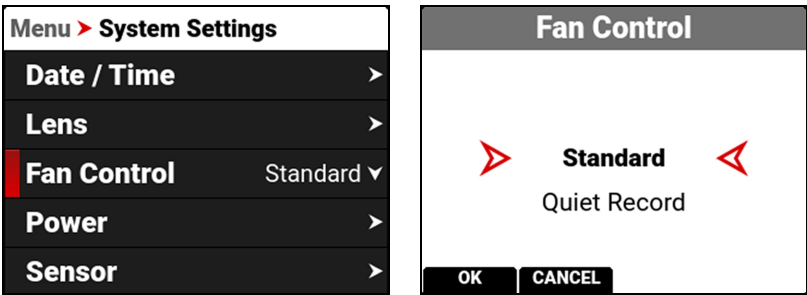 Menu ➤ System Settings
Date / Time
Lens
Fan Control Standard
Power
Sensor
Fan Control
Standard
Quiet Record
OK CANCEL